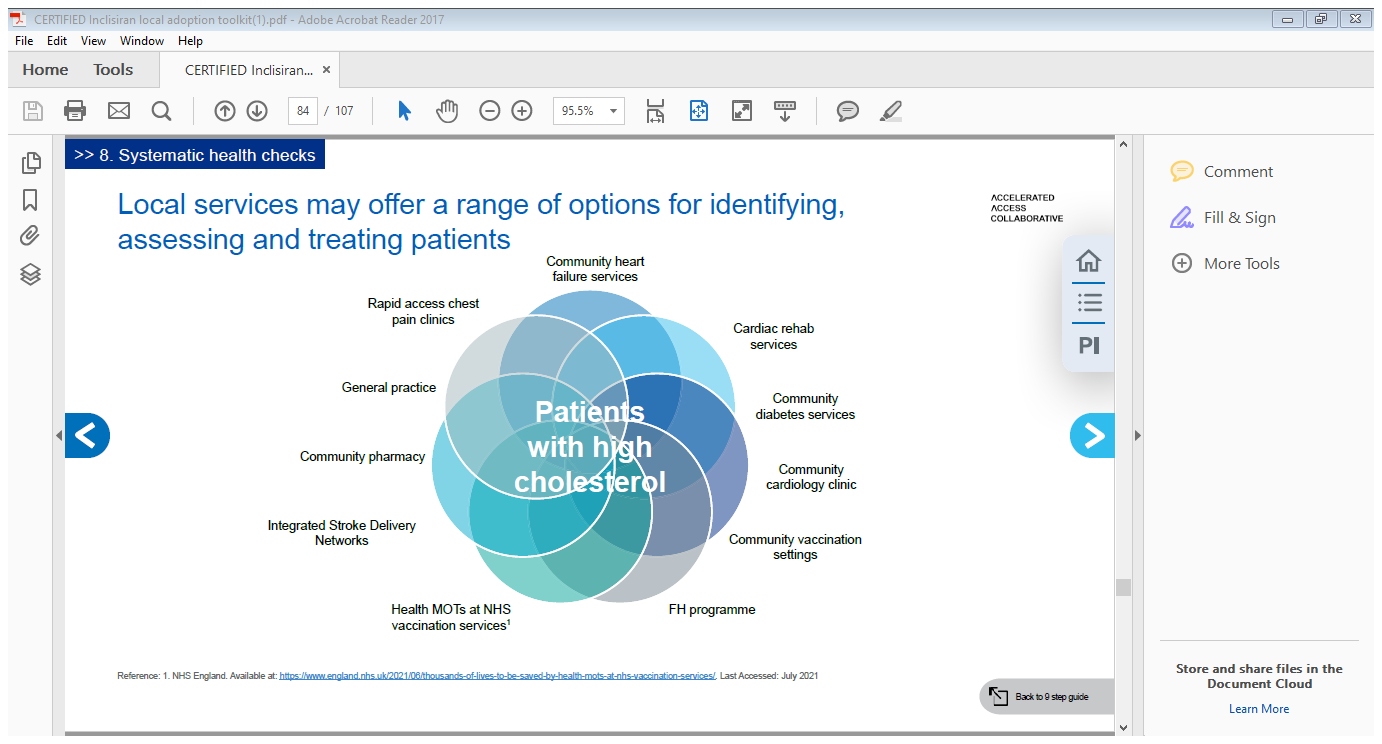 CERTIFIED Inclisiran local adoption toolkit(1).pdf - Adobe Acrobat Reader 2017
File Edit View Window Help
Home Tools CERTIFIED Inclisiran... ×
84 / 107 95.5%
>> 8. Systematic health checks
Local services may offer a range of options for identifying,
assessing and treating patients
ACCELERATED
ACCESS
COLLABORATIVE
Community heart
failure services
Rapid access chest
pain clinics
Cardiac rehab
services
General practice
Community
diabetes services
Patients
with high
cholesterol
Community pharmacy
Community
cardiology clinic
Integrated Stroke Delivery
Networks
Community vaccination
settings
Health MOTs at NHS
vaccination services1
FH programme
PI
Reference: 1. NHS England. Available at: https://www.england.nhs.uk/2021/06/thousands-of-lives-to-be-saved-by-health-mots-at-nhs-vaccination-services/. Last Accessed: July 2021
Back to 9 step guide
Comment
Fill & Sign
More Tools
Store and share files in the
Document Cloud
Learn More